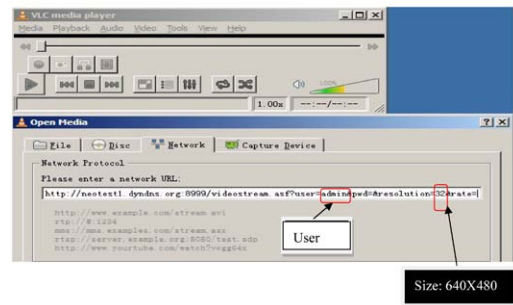 VLC media player
Media Playback Audio Video Tools View Help
100%
1.00x --:--/--:--
Open Media
File Disc Network Capture Device
Network Protocol
Please enter a network URL:
http://neotest1.dyndns.org:8999/videostream.asf?user=admin&pwd=&resolution=32&rate=
http://www.example.com/stream.avi
rtp://@:1234
mms://mms.examples.com/stream.asx
rtsp://server.example.org:8080/test.sdp
http://www.yourtube.com/watch?v=gg64x
User
Size: 640X480